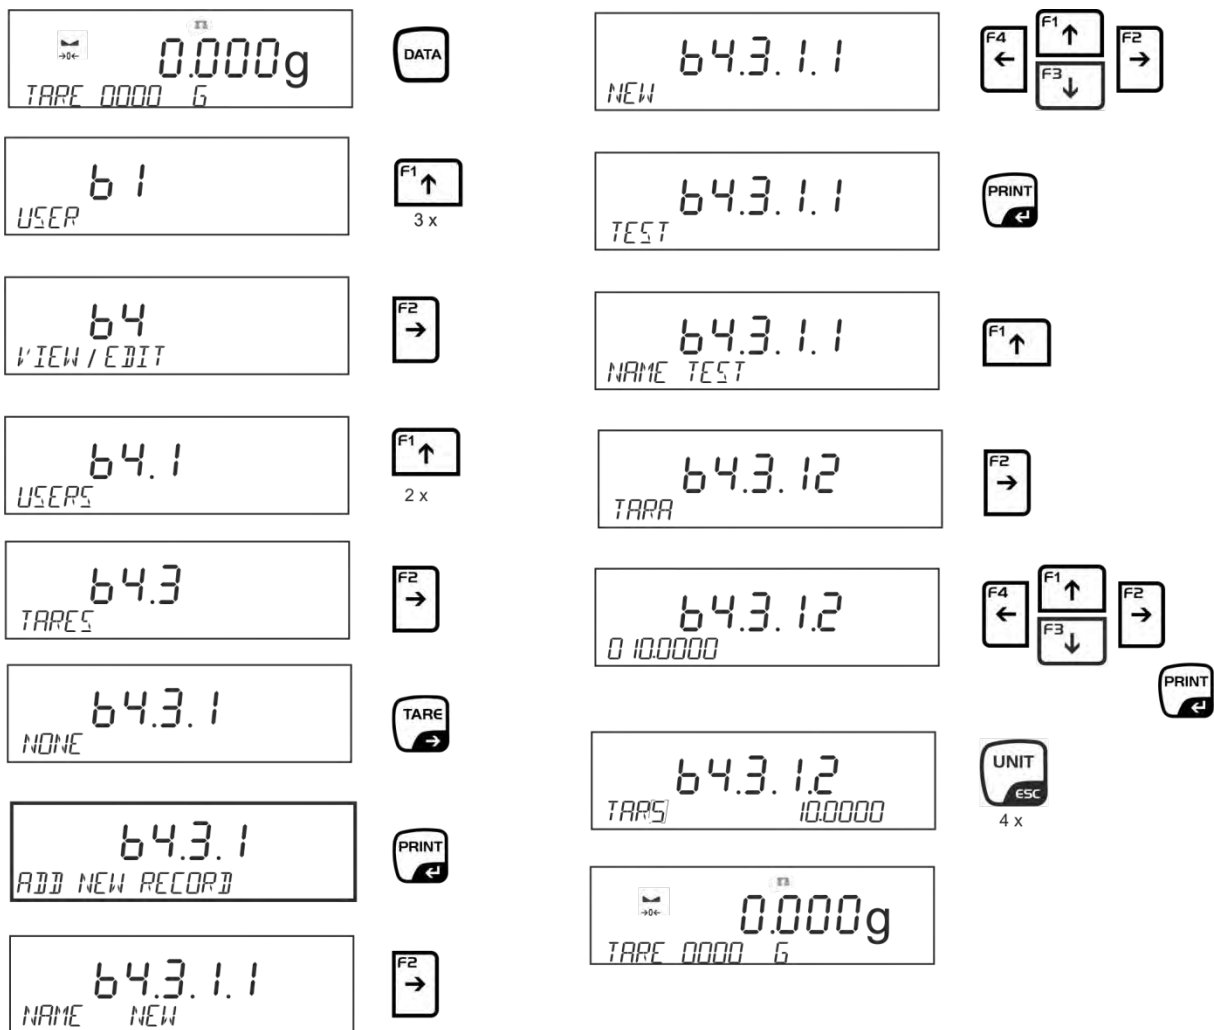 0.000g
TARE 0000 G
DATA
b1
USER
F1
3 x
b4
VIEW/EDIT
F2
b4.1
USERS
F1
2 x
b4.3
TARES
F2
b4.3.1
NONE
TARE
b4.3.1
ADD NEW RECORD
PRINT
b4.3.1.1
NAME NEW
F2
b4.3.1.1
NEW
F4
F1
F3
F2
b4.3.1.1
TEST
PRINT
b4.3.1.1
NAME TEST
F1
b4.3.12
TARA
F2
b4.3.1.2
010.0000
F4
F1
F3
F2
PRINT
b4.3.1.2
TARS 10.0000
UNIT
ESC
4 x
0.000g
TARE 0000 G